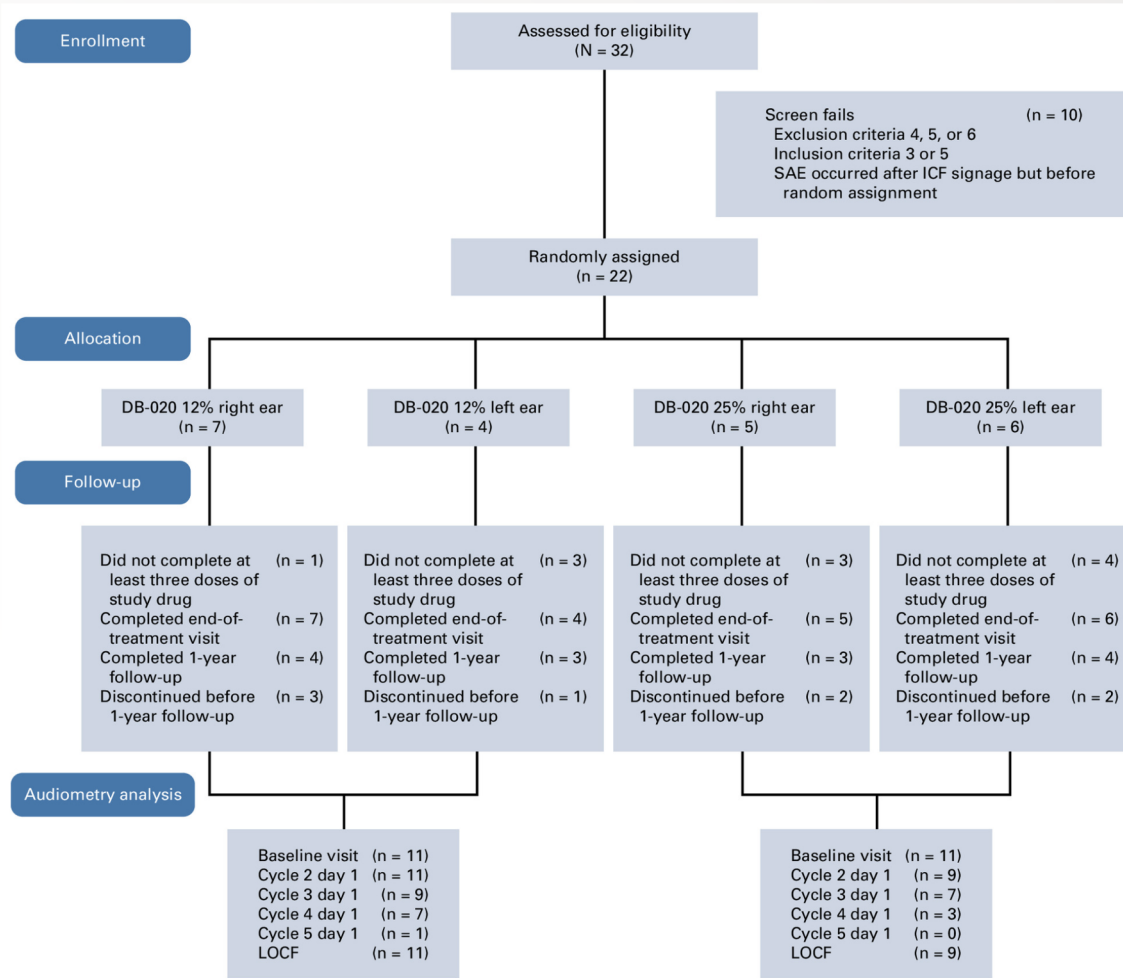 Enrollment
Assessed for eligibility
(N = 32)
Screen fails (n = 10)
Exclusion criteria 4, 5, or 6
Inclusion criteria 3 or 5
SAE occurred after ICF signage but before
random assignment
Randomly assigned
(n = 22)
Allocation
DB-020 12% right ear
(n = 7)
DB-020 12% left ear
(n = 4)
DB-020 25% right ear
(n = 5)
DB-020 25% left ear
(n = 6)
Follow-up
Did not complete at (n = 1)
least three doses of
study drug
Completed end-of- (n = 7)
treatment visit
Completed 1-year (n = 4)
follow-up
Discontinued before (n = 3)
1-year follow-up
Did not complete at (n = 3)
least three doses of
study drug
Completed end-of- (n = 4)
treatment visit
Completed 1-year (n = 3)
follow-up
Discontinued before (n = 1)
1-year follow-up
Did not complete at (n = 3)
least three doses of
study drug
Completed end-of- (n = 5)
treatment visit
Completed 1-year (n = 3)
follow-up
Discontinued before (n = 2)
1-year follow-up
Did not complete at (n = 4)
least three doses of
study drug
Completed end-of- (n = 6)
treatment visit
Completed 1-year (n = 4)
follow-up
Discontinued before (n = 2)
1-year follow-up
Audiometry analysis
Baseline visit (n = 11)
Cycle 2 day 1 (n = 11)
Cycle 3 day 1 (n = 9)
Cycle 4 day 1 (n = 7)
Cycle 5 day 1 (n = 1)
LOCF (n = 11)
Baseline visit (n = 11)
Cycle 2 day 1 (n = 9)
Cycle 3 day 1 (n = 7)
Cycle 4 day 1 (n = 3)
Cycle 5 day 1 (n = 0)
LOCF (n = 9)